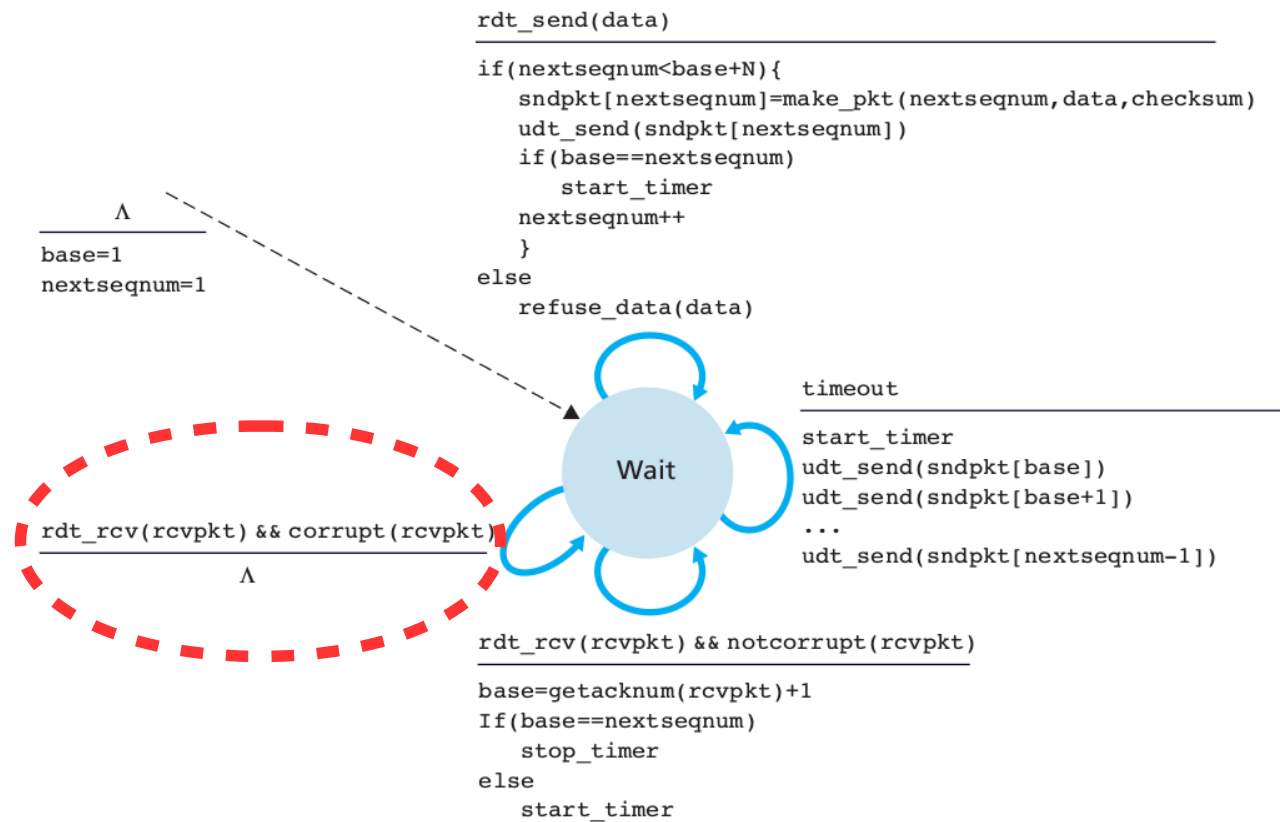 rdt_send(data)
if(nextseqnum<base+N){
sndpkt[nextseqnum]=make_pkt(nextseqnum,data,checksum)
udt_send(sndpkt[nextseqnum])
if(base==nextseqnum)
start_timer
nextseqnum++
}
else
refuse_data(data)
Λ
base=1
nextseqnum=1
timeout
start_timer
udt_send(sndpkt[base])
udt_send(sndpkt[base+1])
...
udt_send(sndpkt[nextseqnum-1])
Wait
rdt_rcv(rcvpkt) && corrupt(rcvpkt)
Λ
rdt_rcv(rcvpkt) && notcorrupt(rcvpkt)
base=getacknum(rcvpkt)+1
If(base==nextseqnum)
stop_timer
else
start_timer